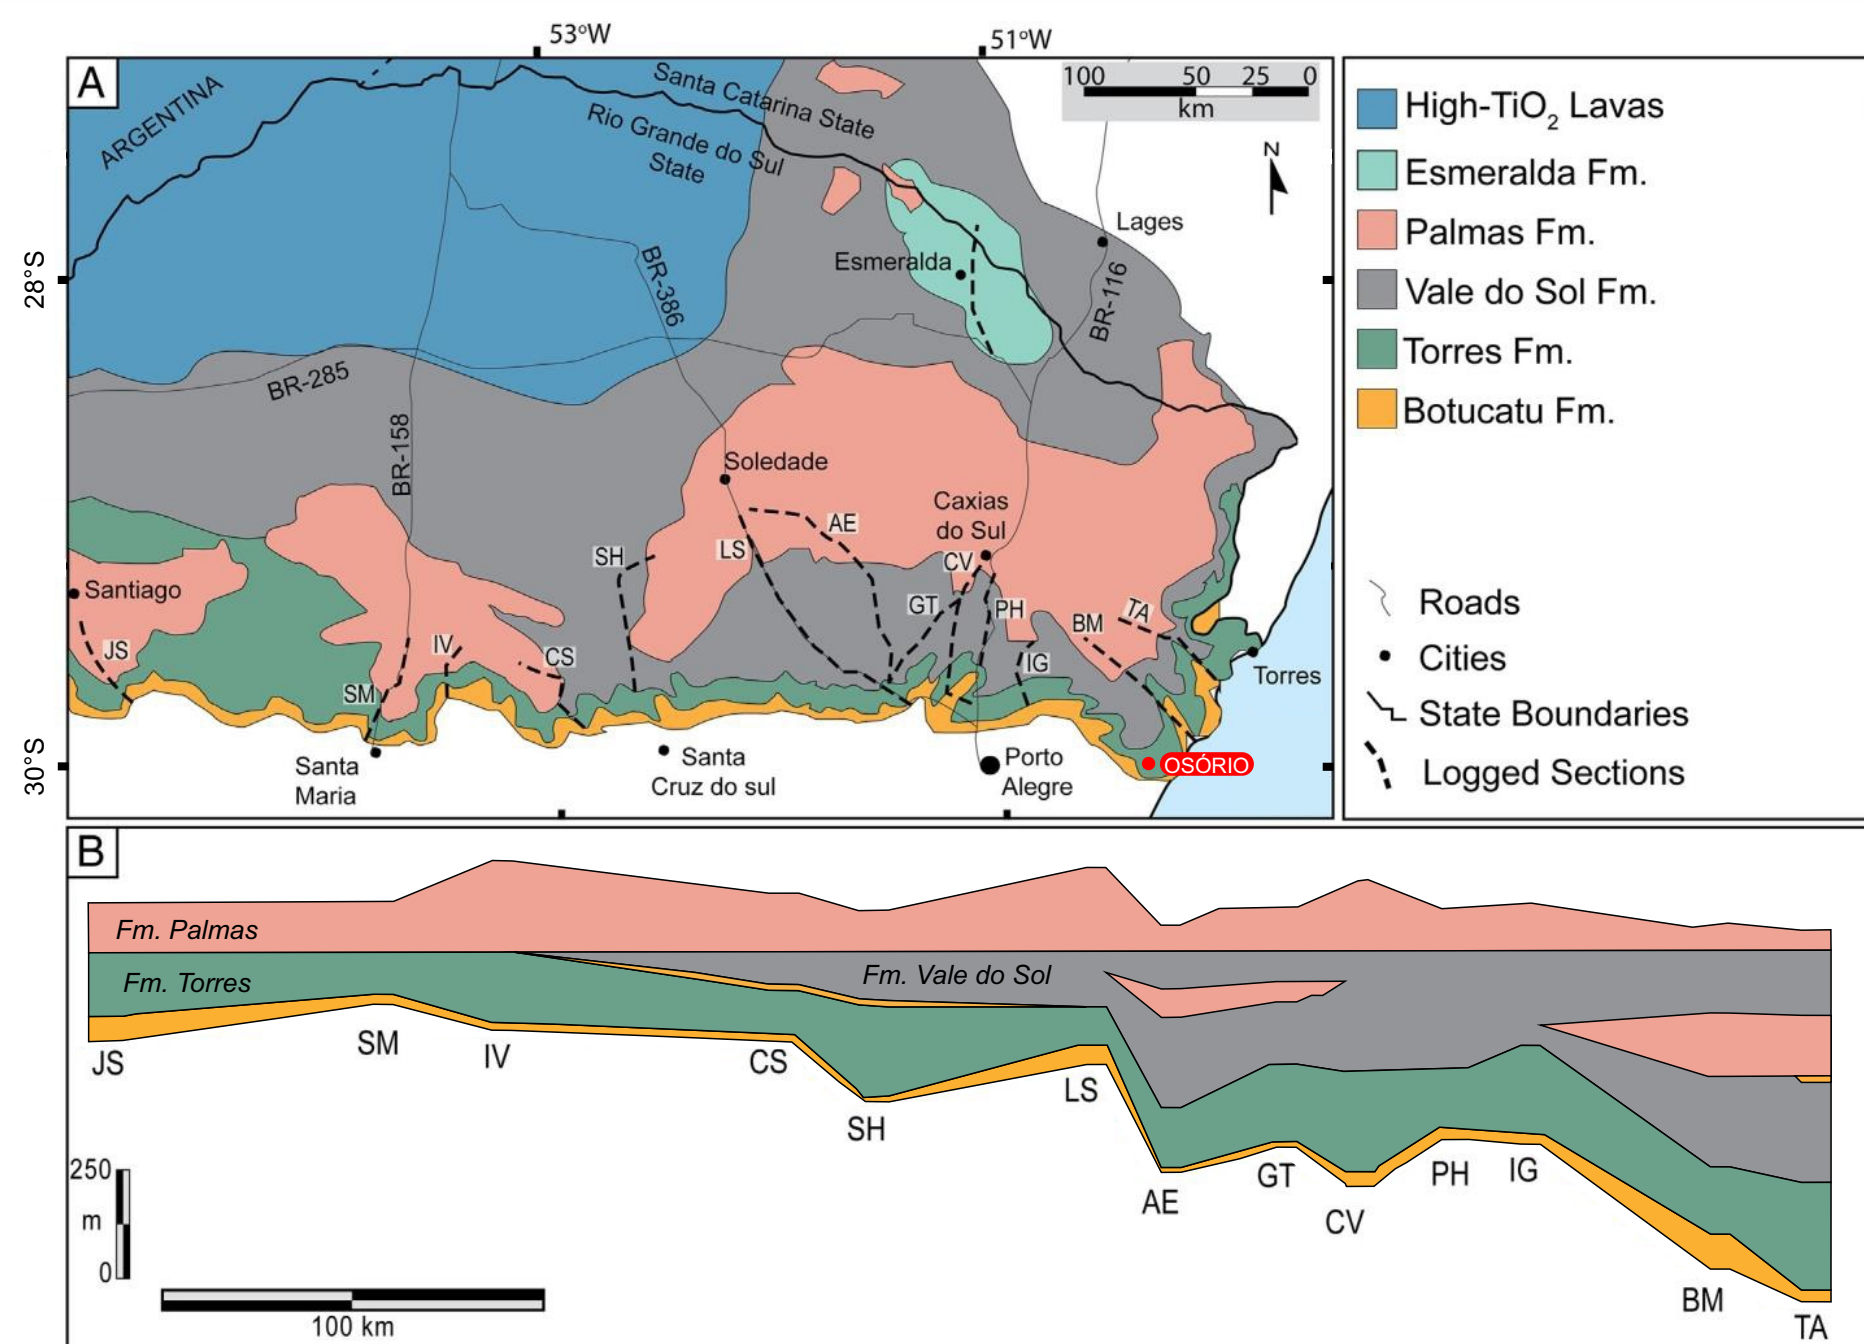 53°W
51°W
A
100 50 25 0
km
N
ARGENTINA
Santa Catarina State
Rio Grande do Sul
State
Lages
Esmeralda
28°S
BR-386
BR-116
BR-285
BR-158
Soledade
Caxias
do Sul
AE
SH
LS
CV
Santiago
GT
PH
BM
TA
JS
IV
CS
IG
SM
Torres
30°S
Santa
Maria
Santa
Cruz do sul
Porto
Alegre
OSÓRIO
High-TiO2 Lavas
Esmeralda Fm.
Palmas Fm.
Vale do Sol Fm.
Torres Fm.
Botucatu Fm.
Roads
Cities
State Boundaries
Logged Sections
B
Fm. Palmas
Fm. Torres
Fm. Vale do Sol
JS
SM
IV
CS
SH
LS
AE
GT
CV
PH
IG
BM
TA
250
m
0
100 km